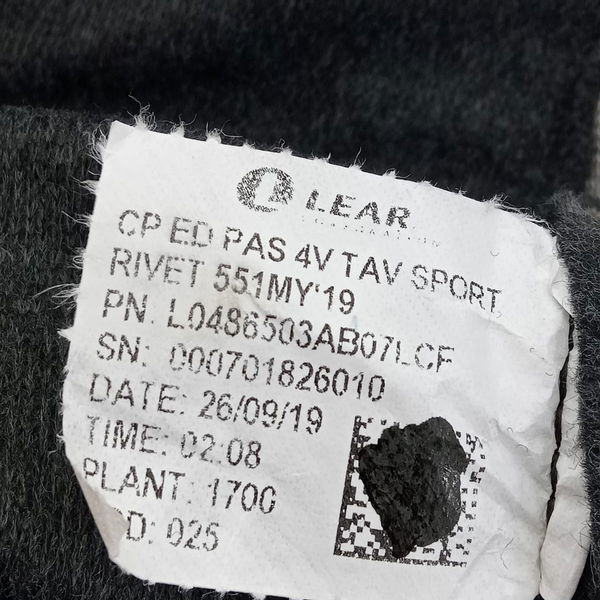 LEAR
CORPORATION
CP ED PAS 4V TAV SPORT
RIVET 551MY'19
PN: L0486503AB07LCF
SN: 000701826010
DATE: 26/09/19
TIME: 02:08
PLANT: 1700
D: 025